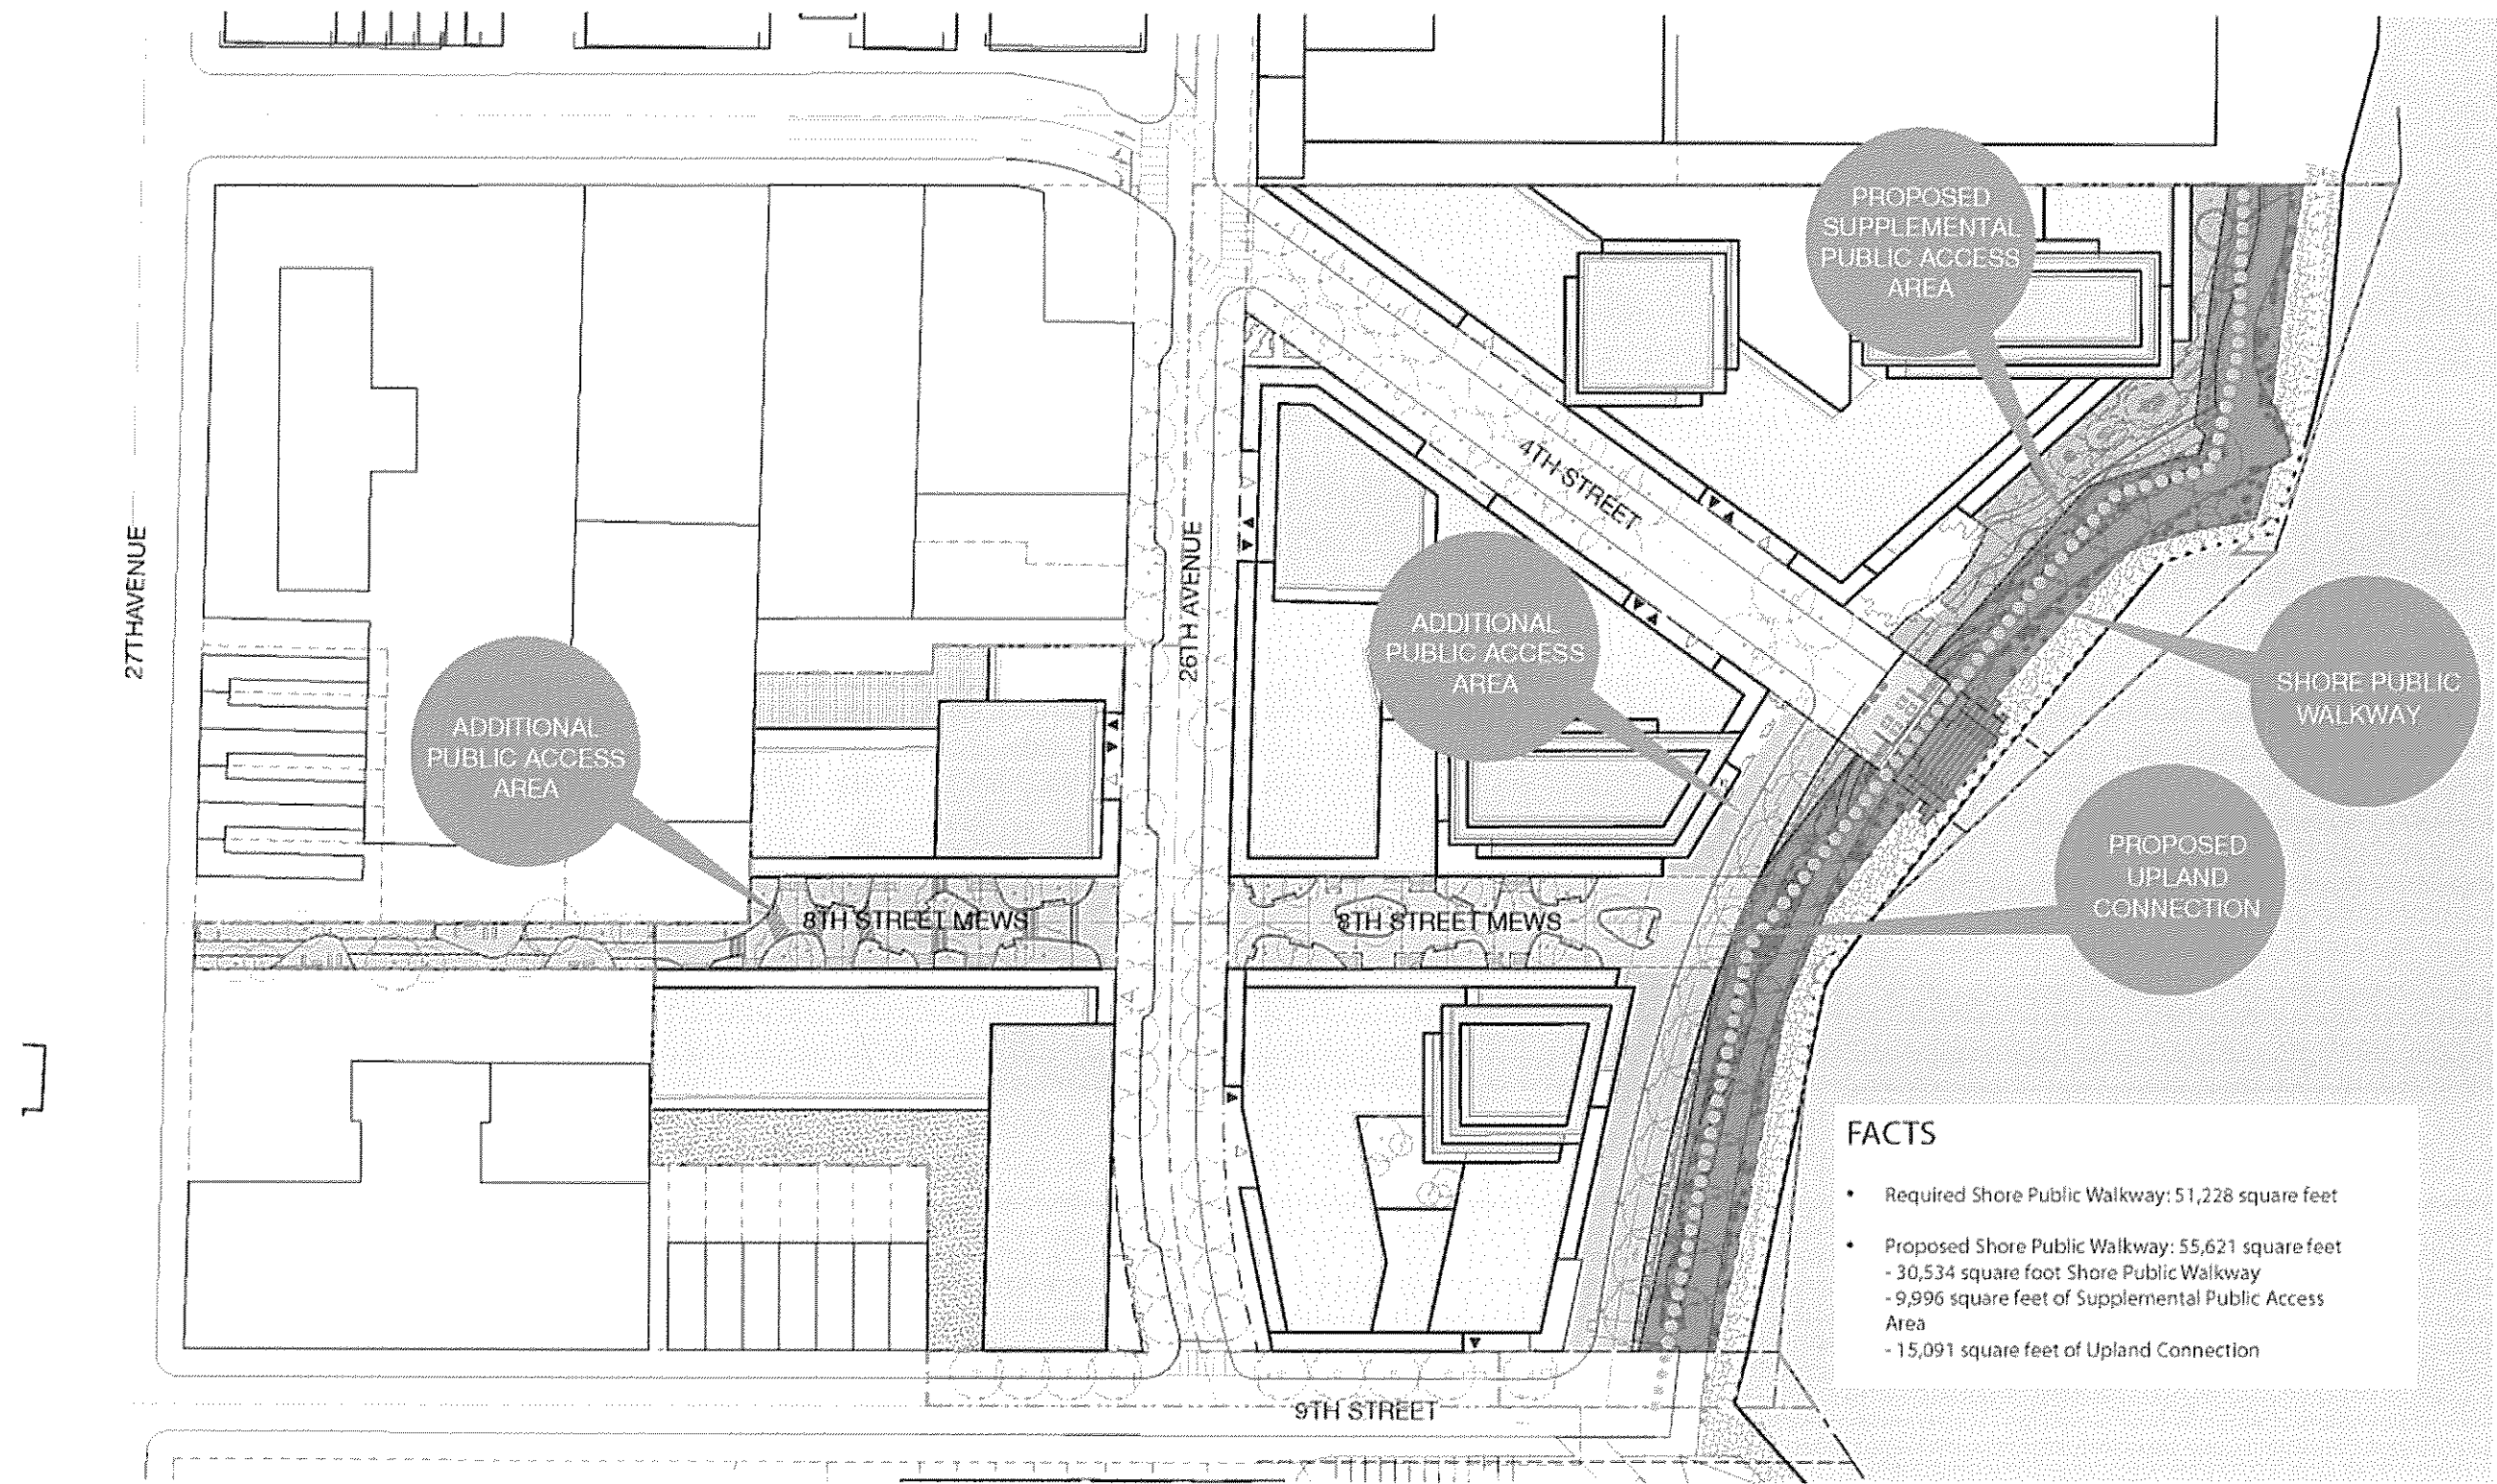 PROPOSED
SUPPLEMENTAL
PUBLIC ACCESS
AREA
4TH STREET
27THAVENUE
26TH AVENUE
ADDITIONAL
PUBLIC ACCESS
AREA
SHORE PUBLIC
WALKWAY
ADDITIONAL
PUBLIC ACCESS
AREA
PROPOSED
UPLAND
CONNECTION
8TH STREET MEWS
8TH STREET MEWS
FACTS
• Required Shore Public Walkway: 51,228 square feet
• Proposed Shore Public Walkway: 55,621 square feet
- 30,534 square foot Shore Public Walkway
- 9,996 square feet of Supplemental Public Access
Area
- 15,091 square feet of Upland Connection
9TH STREET